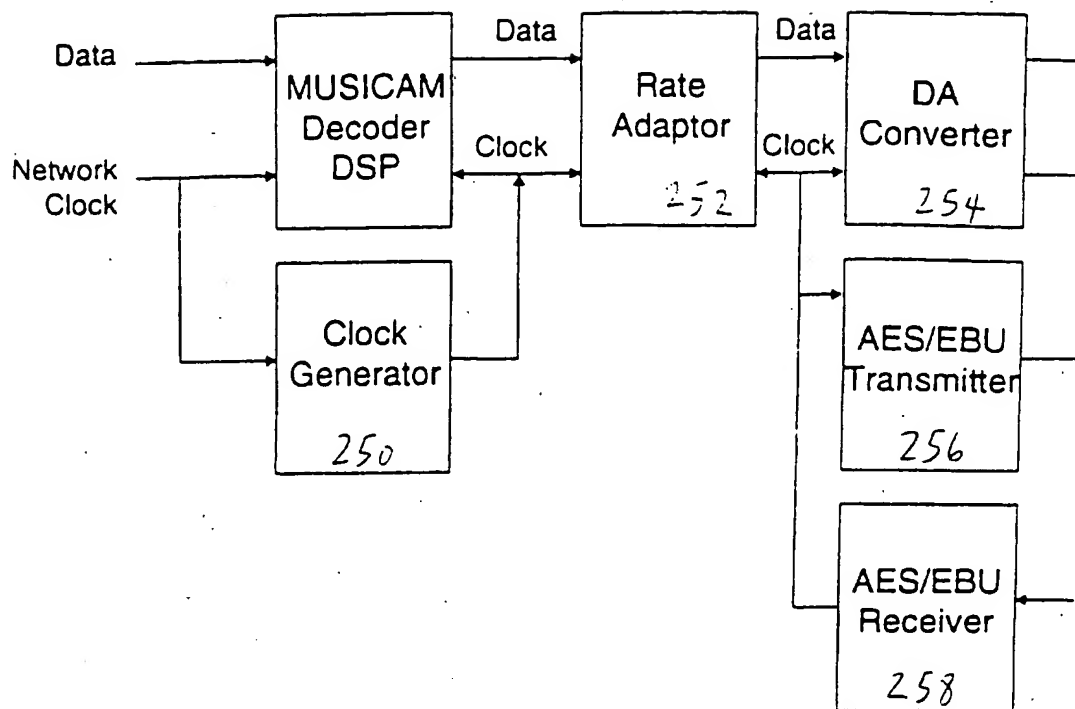 Data
Network
Clock
MUSICAM
Decoder
DSP
Data
Clock
Rate
Adaptor
252
Data
Clock
DA
Converter
254
Clock
Generator
250
AES/EBU
Transmitter
256
AES/EBU
Receiver
258